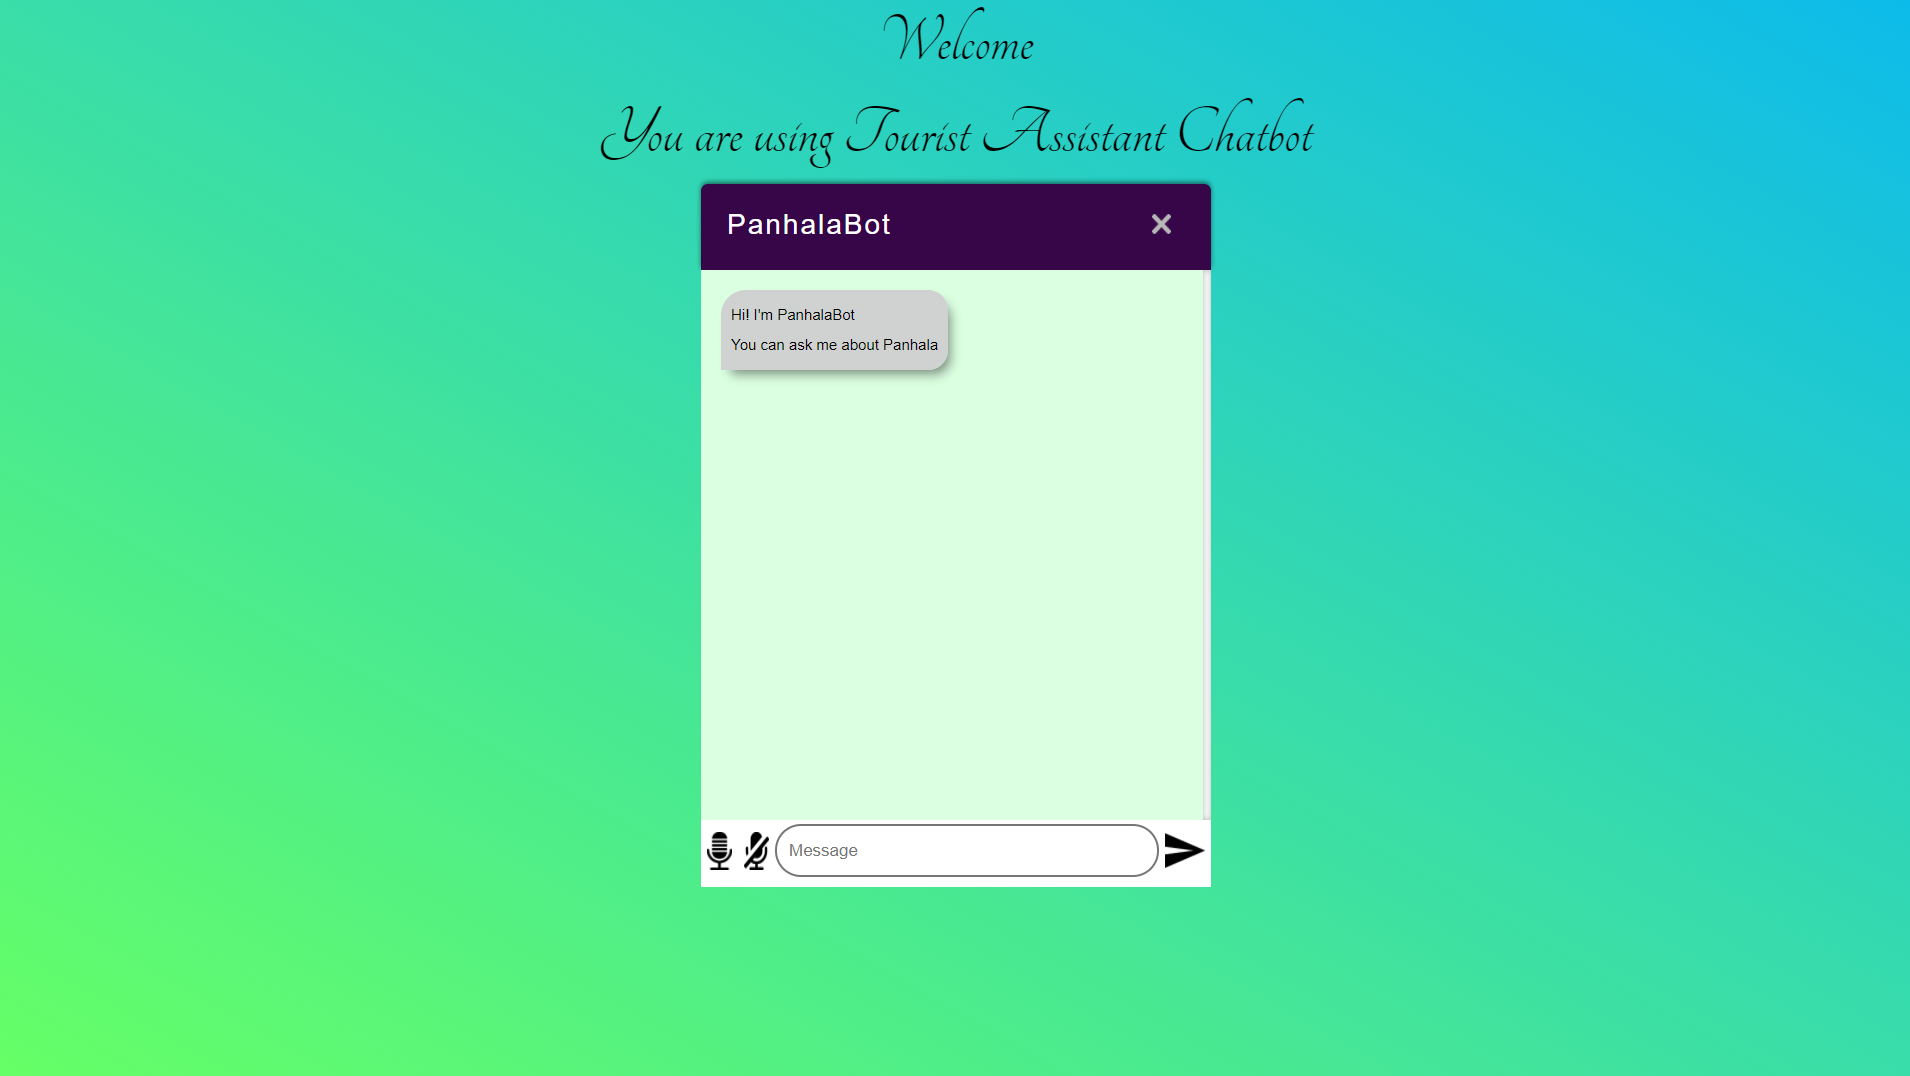 Welcome
You are using Tourist Assistant Chatbot
PanhalaBot
Hi! I'm PanhalaBot
You can ask me about Panhala
Message